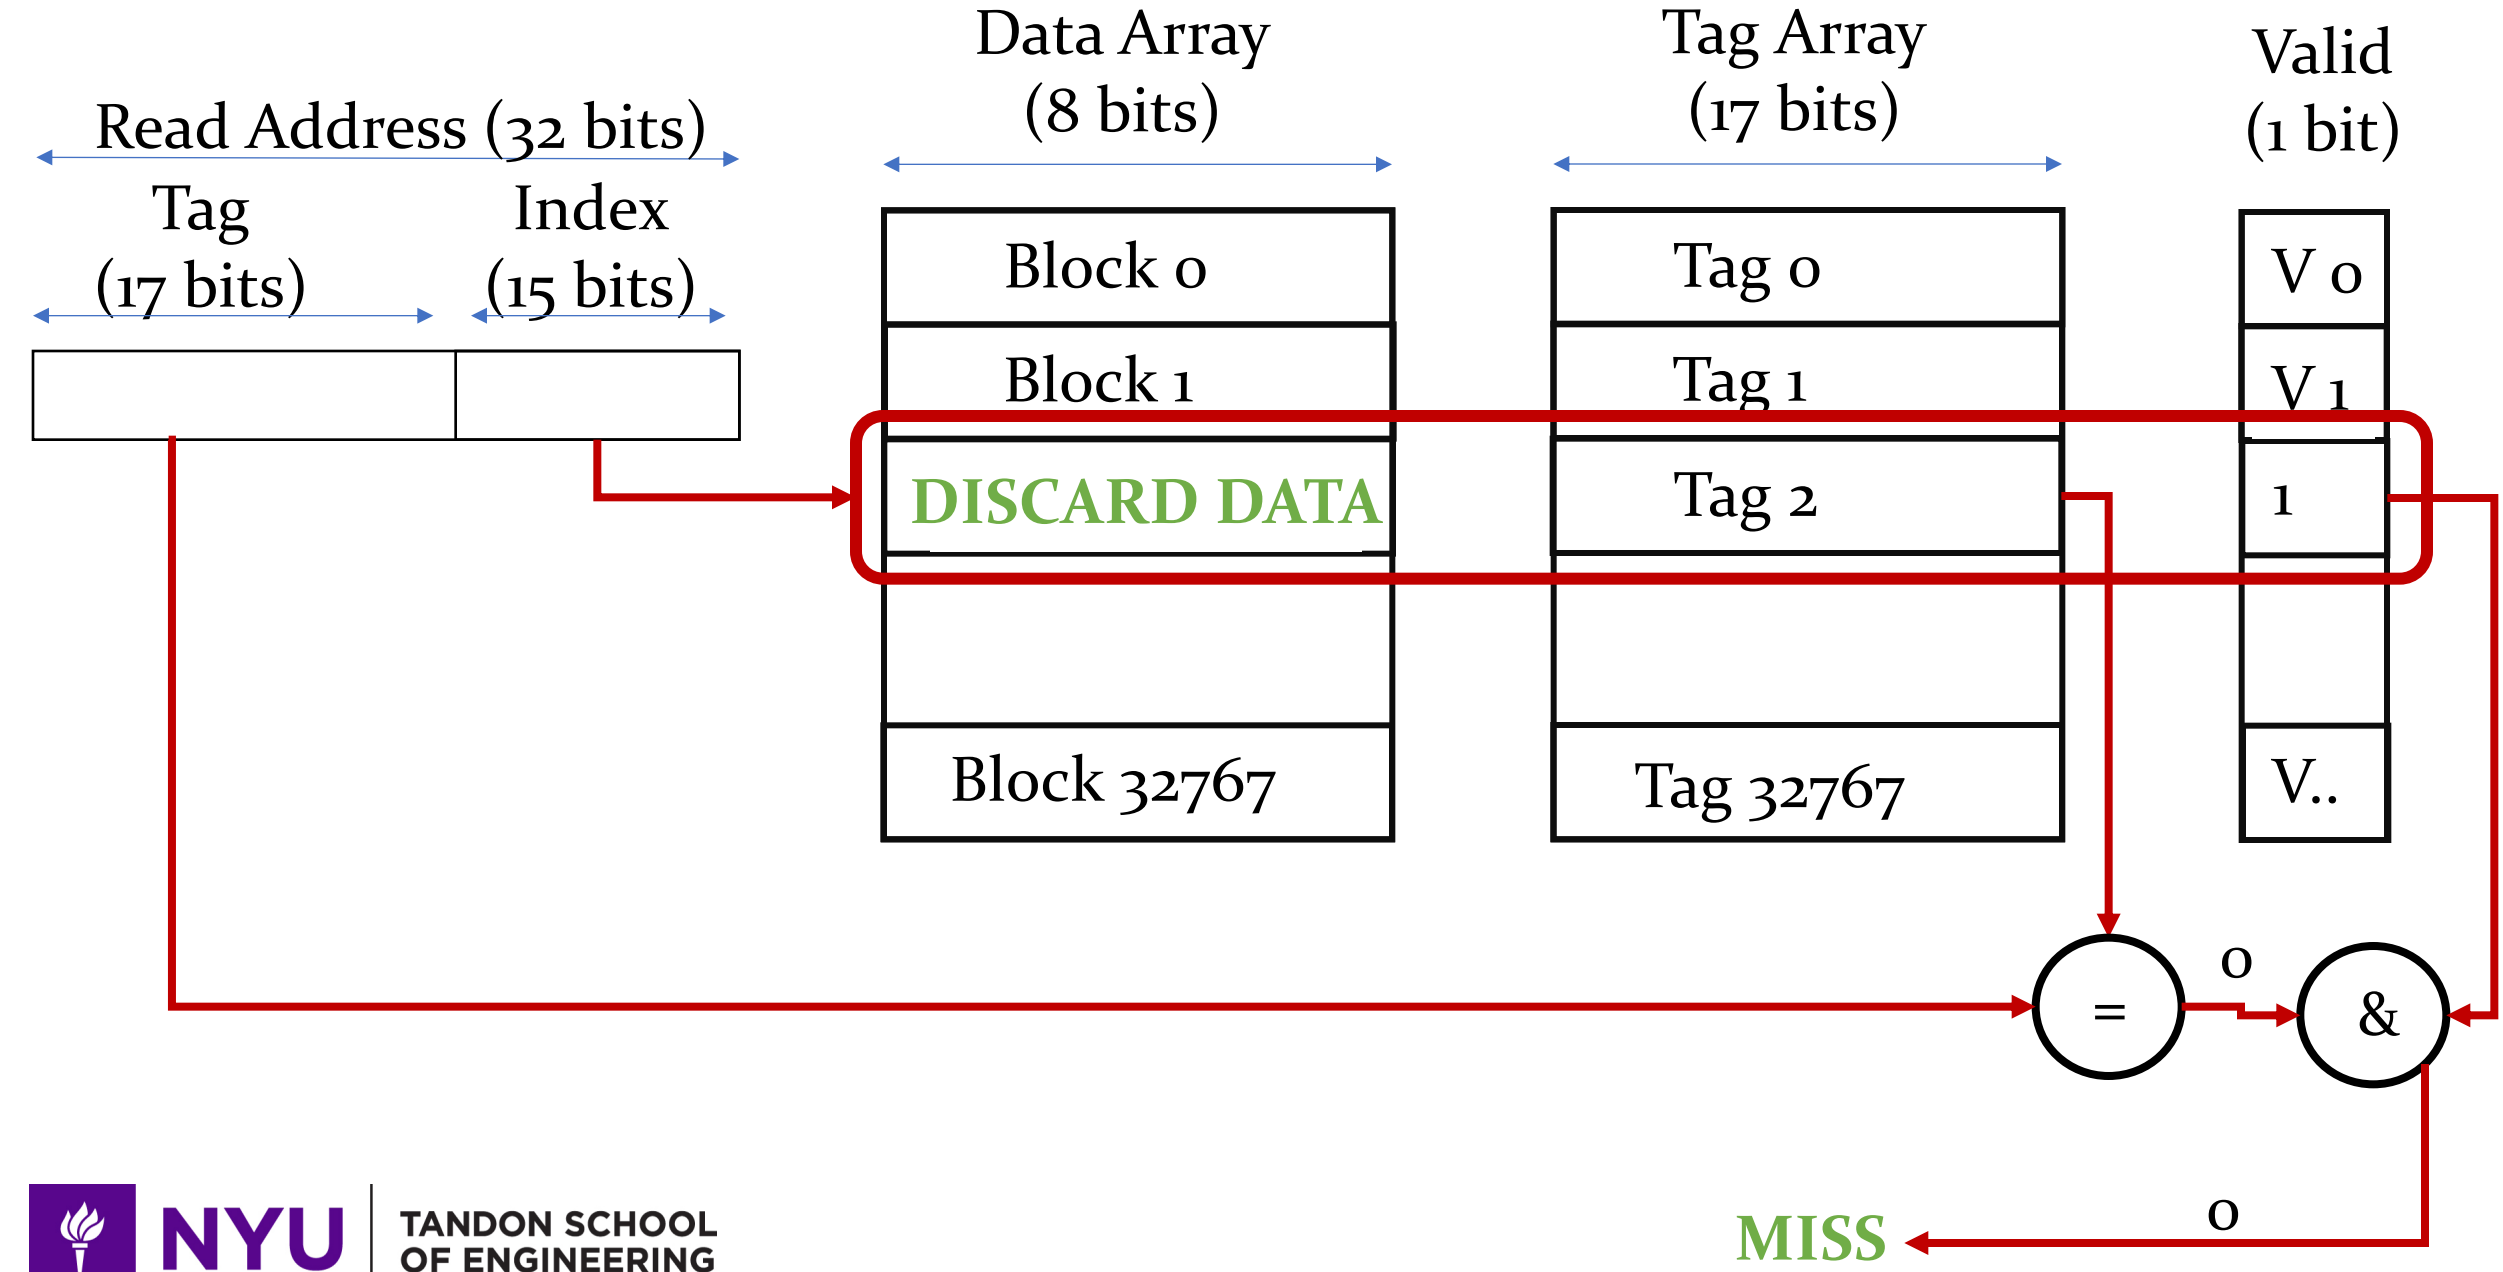 Read Address (32 bits)
Tag
(17 bits)
Index
(15 bits)
Data Array
(8 bits)
Tag Array
(17 bits)
Valid
(1 bit)
Block 0
Tag 0
V 0
Block 1
Tag 1
V 1
DISCARD DATA
Tag 2
1
Block 32767
Tag 32767
V..
=
0
&
0
MISS
NYU
TANDON SCHOOL
OF ENGINEERING